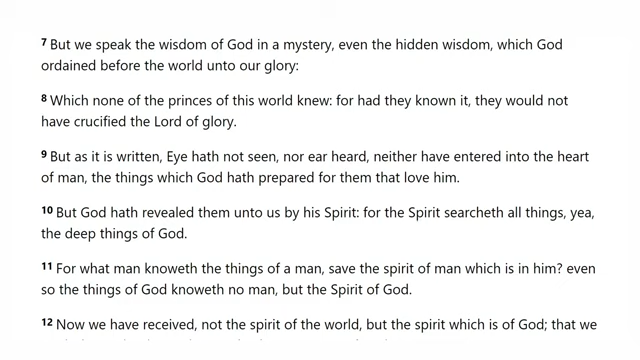 7 But we speak the wisdom of God in a mystery, even the hidden wisdom, which God
ordained before the world unto our glory:
8 Which none of the princes of this world knew: for had they known it, they would not
have crucified the Lord of glory.
9 But as it is written, Eye hath not seen, nor ear heard, neither have entered into the heart
of man, the things which God hath prepared for them that love him.
10 But God hath revealed them unto us by his Spirit: for the Spirit searcheth all things, yea,
the deep things of God.
11 For what man knoweth the things of a man, save the spirit of man which is in him? even
so the things of God knoweth no man, but the Spirit of God.
12 Now we have received, not the spirit of the world, but the spirit which is of God; that we